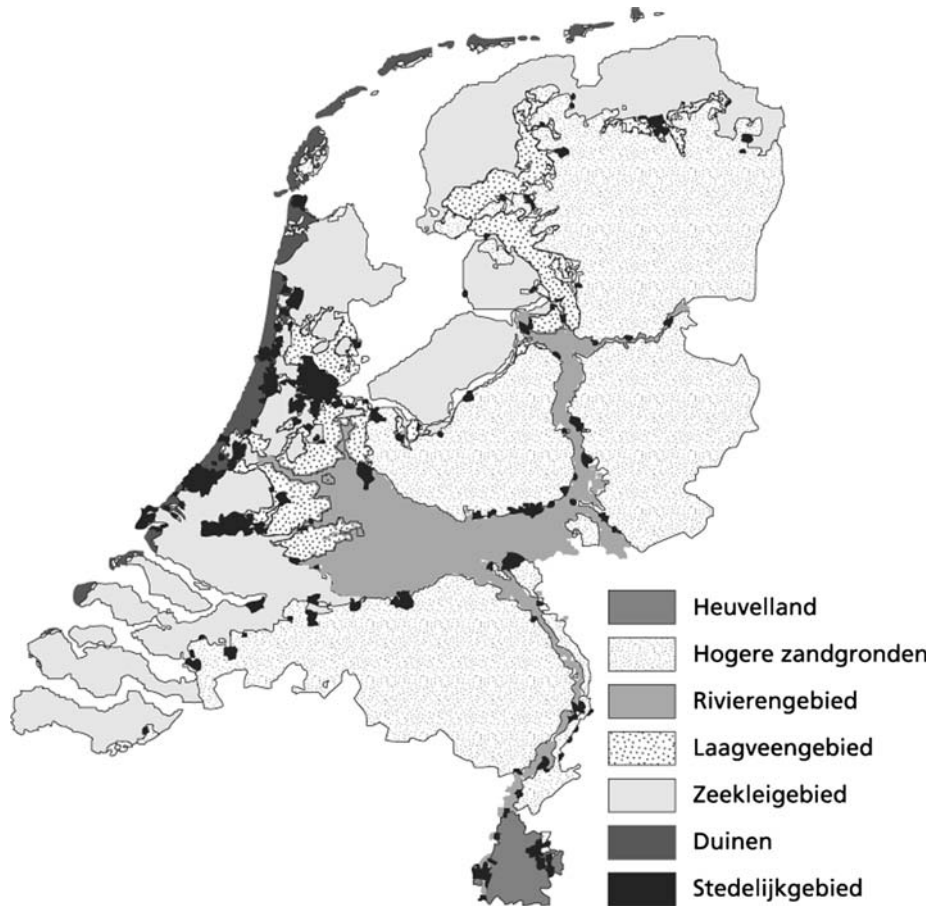 Heuvelland
Hogere zandgronden
Rivierengebied
Laagveengebied
Zeekleigebied
Duinen
Stedelijkgebied